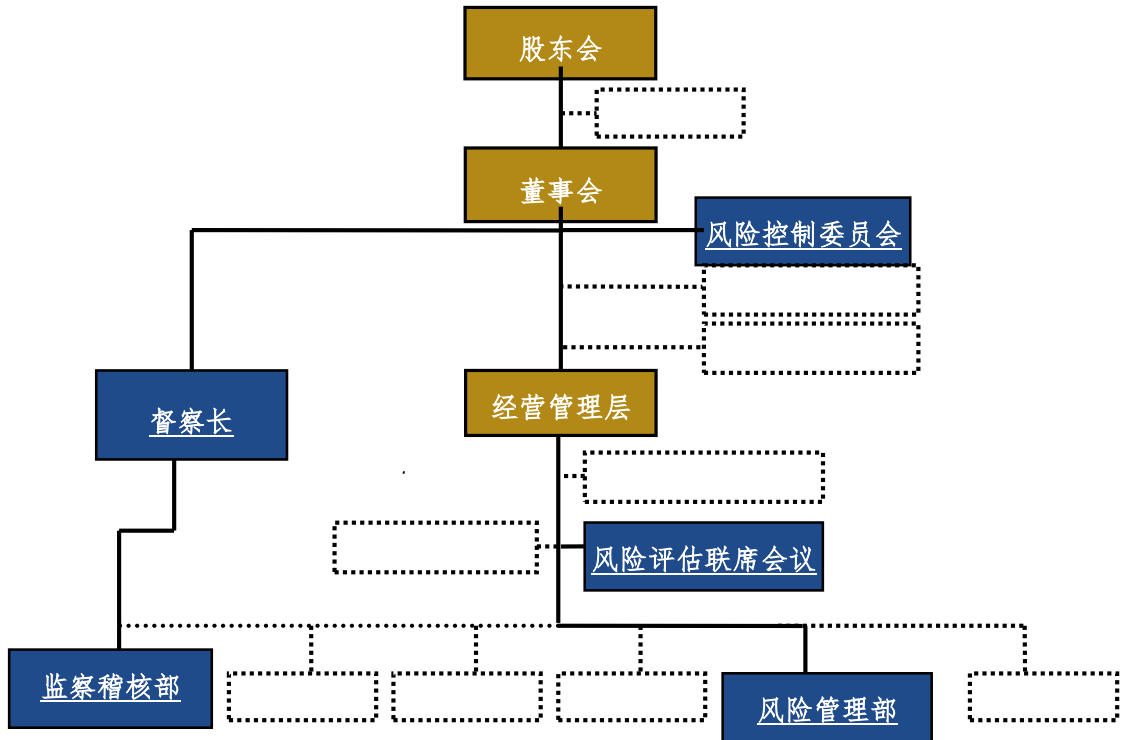 股东会
董事会
风险控制委员会
督察长
经营管理层
风险评估联席会议
监察稽核部
风险管理部